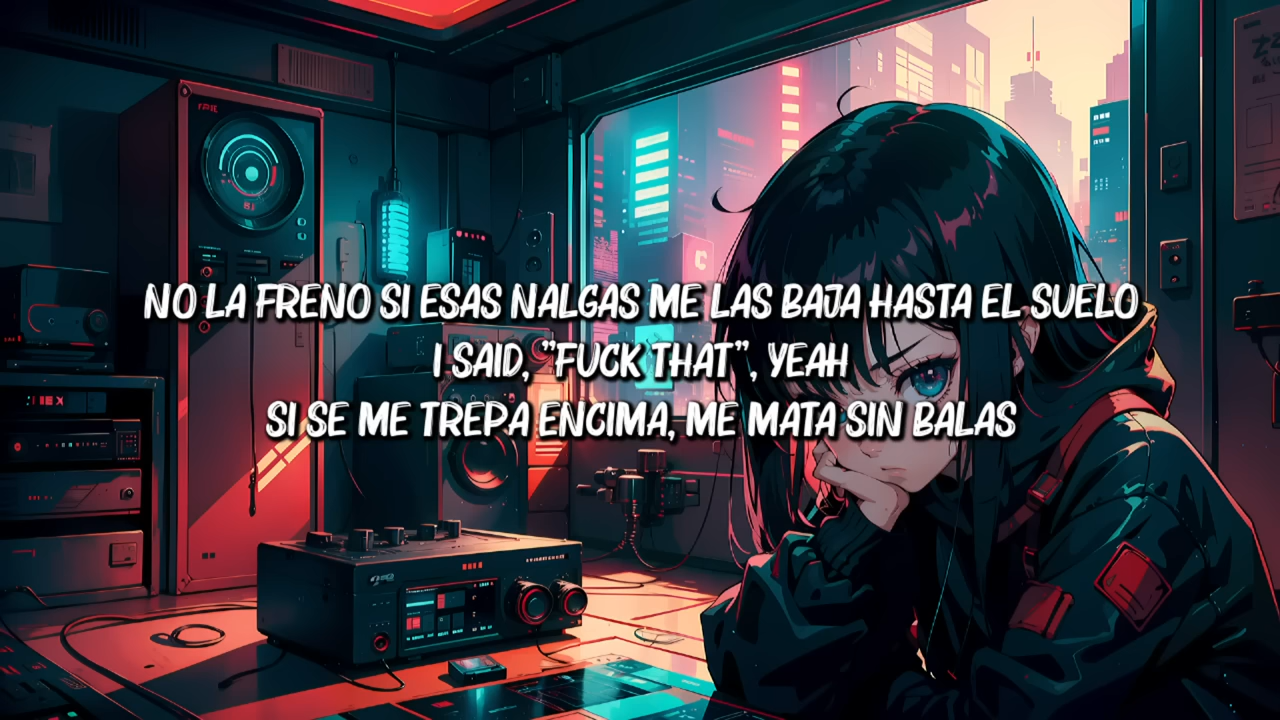 NO LA FRENO SI ESAS NALGAS ME LAS BAJA HASTA EL SUELO
I SAID, "FUCK THAT", YEAH
SI SE ME TREPA ENCIMA, ME MATA SIN BALAS